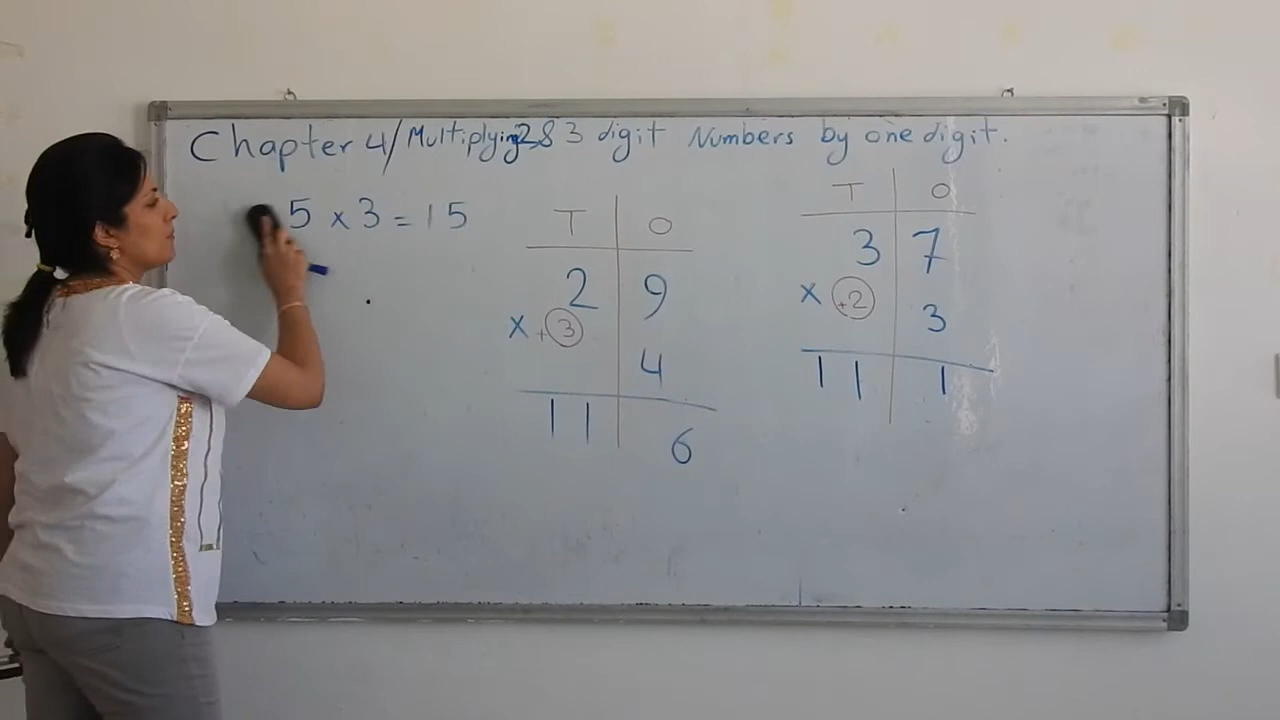 Chapter 4/ Multiplying 2 & 3 digit Numbers by one digit.
5 x 3 = 15
T O
2 9
x +3
4
11 6
T O
3 7
x +2
3
11 1